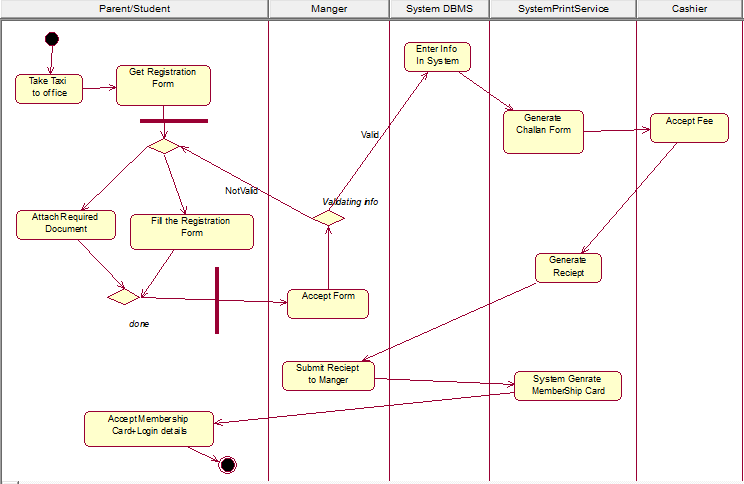 Parent/Student
Manger
System DBMS
SystemPrintService
Cashier
Take Taxi
to office
Get Registration
Form
Enter Info
In System
Generate
Challan Form
Accept Fee
Valid
NotValid
Validating info
Attach Required
Document
Fill the Registration
Form
Generate
Reciept
Accept Form
done
Submit Reciept
to Manger
System Genrate
MemberShip Card
Accept Membership
Card+Login details